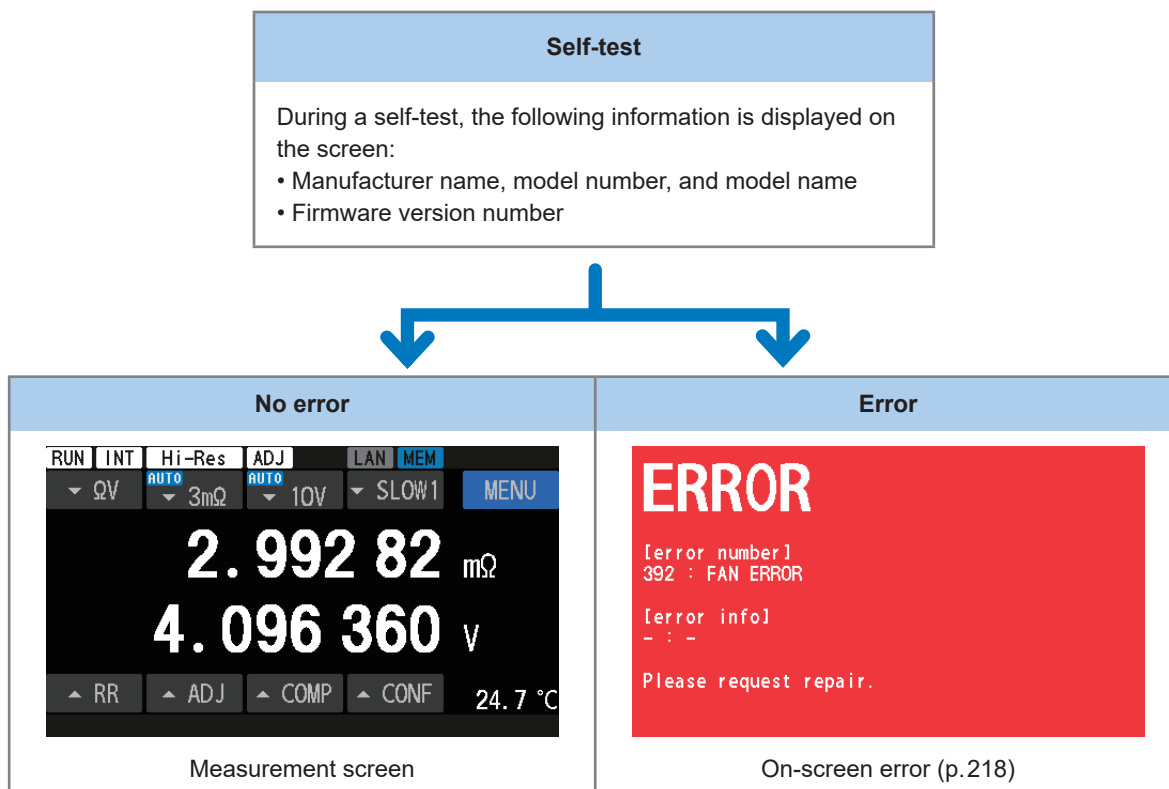 Self-test
During a self-test, the following information is displayed on
the screen:
• Manufacturer name, model number, and model name
• Firmware version number
No error
RUN INT Hi-Res ADJ LAN MEM
ΩV AUTO 3mΩ AUTO 10V SLOW1 MENU
2.992 82 mΩ
4.096 360 V
RR ADJ COMP CONF 24.7 °C
Measurement screen
Error
ERROR
[error number]
392 : FAN ERROR
[error info]
- : -
Please request repair.
On-screen error (p.218)